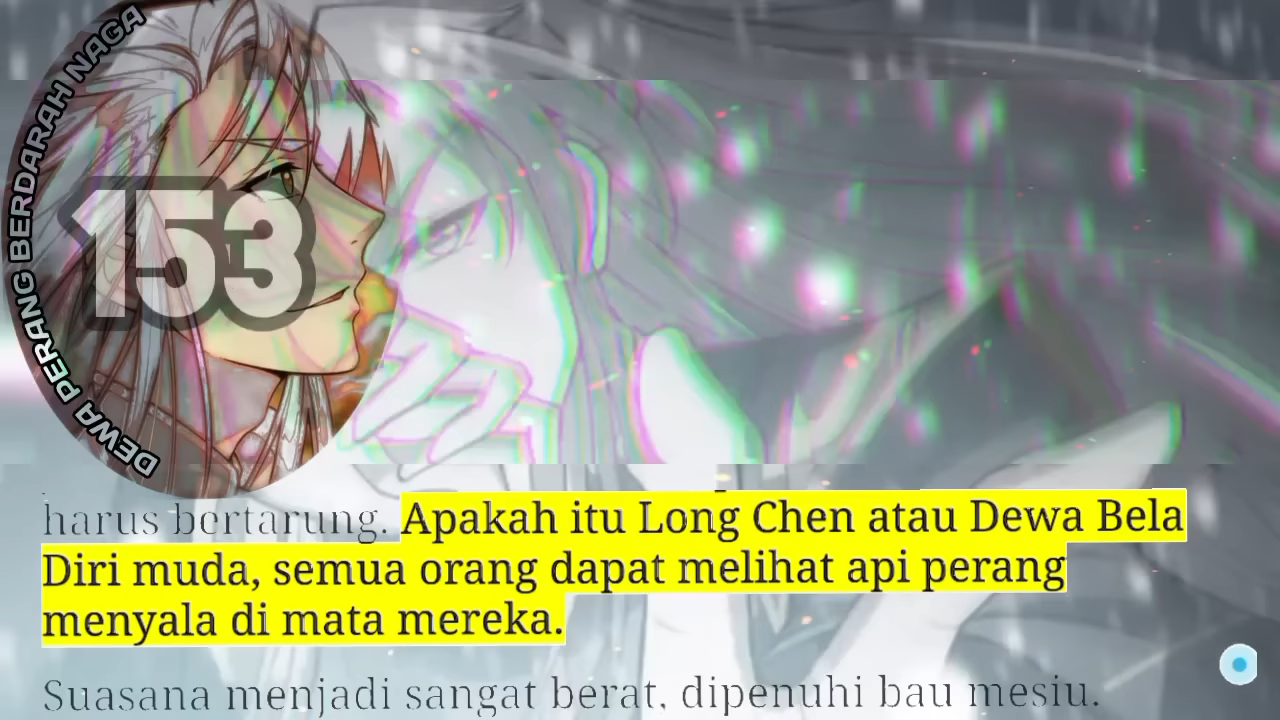 DEWA PERANG BERDARAH NAGA
153
harus bertarung. Apakah itu Long Chen atau Dewa Bela
Diri muda, semua orang dapat melihat api perang
menyala di mata mereka.
Suasana menjadi sangat berat, dipenuhi bau mesiu.